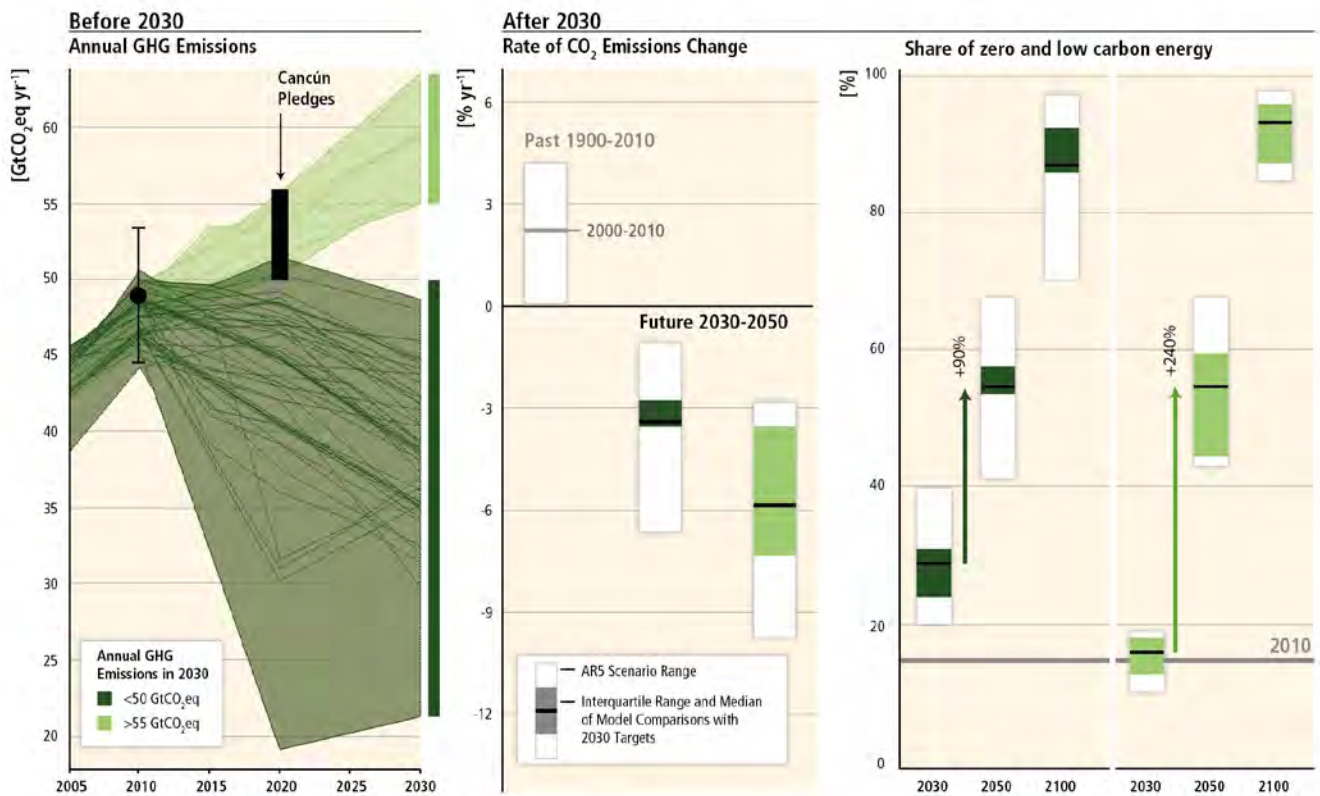 Before 2030
Annual GHG Emissions
[GtCO₂eq yr⁻¹]
60
55
50
45
40
35
30
25
20
Cancún
Pledges
Annual GHG
Emissions in 2030
<50 GtCO₂eq
>55 GtCO₂eq
2005 2010 2015 2020 2025 2030
After 2030
Rate of CO₂ Emissions Change
[% yr⁻¹]
6
3
0
-3
-6
-9
-12
Past 1900-2010
2000-2010
Future 2030-2050
AR5 Scenario Range
Interquartile Range and Median
of Model Comparisons with
2030 Targets
Share of zero and low carbon energy
[%]
100
80
60
40
20
0
+90%
+240%
2010
2030 2050 2100 2030 2050 2100